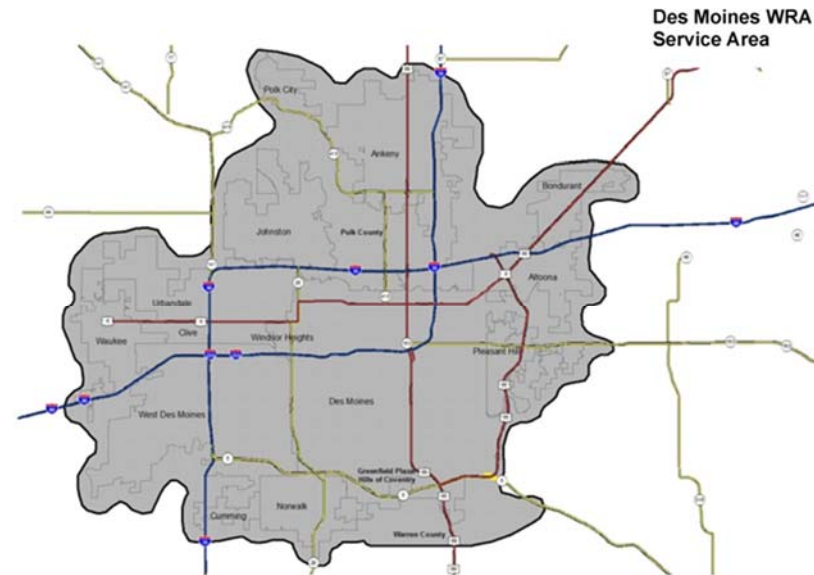 Des Moines WRA
Service Area
Polk City
Ankeny
Bondurant
Johnston
Polk County
Altoona
Urbandale
Clive
Windsor Heights
Waukee
Pleasant Hill
West Des Moines
Des Moines
Greenfield Plaza
Hills of Coventry
Norwalk
Cumming
Warren County